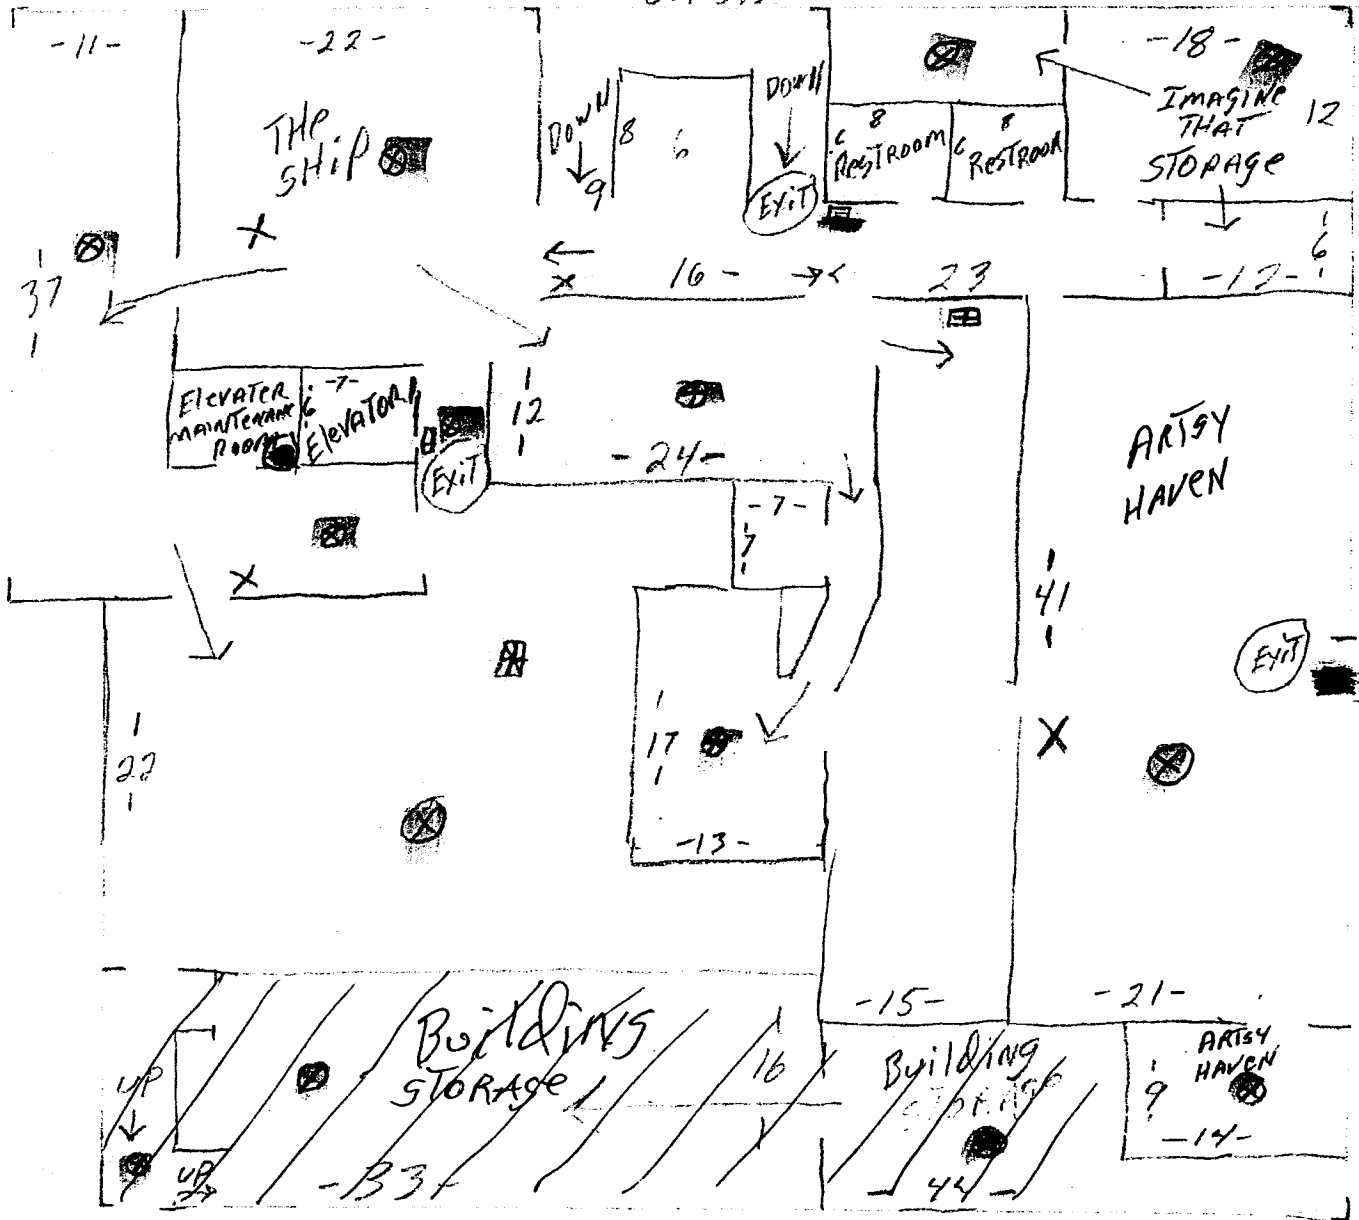 -11-
-22-
-18-
THE
SHIP
DOWN
9
8
6
DOWN
EXIT
8
6
RESTROOM
8
6
RESTROOM
IMAGINE
THAT
STORAGE
12
37
16 -
23
-12-
6
ELEVATER
MAINTENANCE
ROOM
-7-
6
ELEVATOR
EXIT
12
-24-
-7-
7
ARTSY
HAVEN
41
EXIT
22
17
-13-
-15-
-21-
Building
STORAGE
16
Building
ARTSY
HAVEN
9
-14-
UP
UP
44